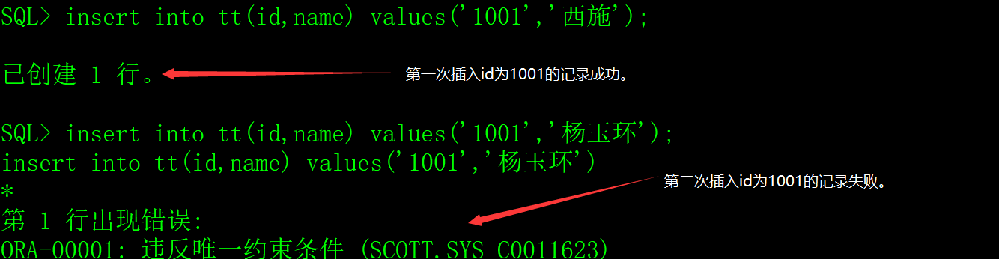 SQL> insert into tt(id,name) values('1001','西施');
已创建 1 行。
第一次插入id为1001的记录成功。
SQL> insert into tt(id,name) values('1001','杨玉环');
insert into tt(id,name) values('1001','杨玉环')
*
第二次插入id为1001的记录失败。
第 1 行出现错误:
ORA-00001: 违反唯一约束条件 (SCOTT.SYS_C0011623)